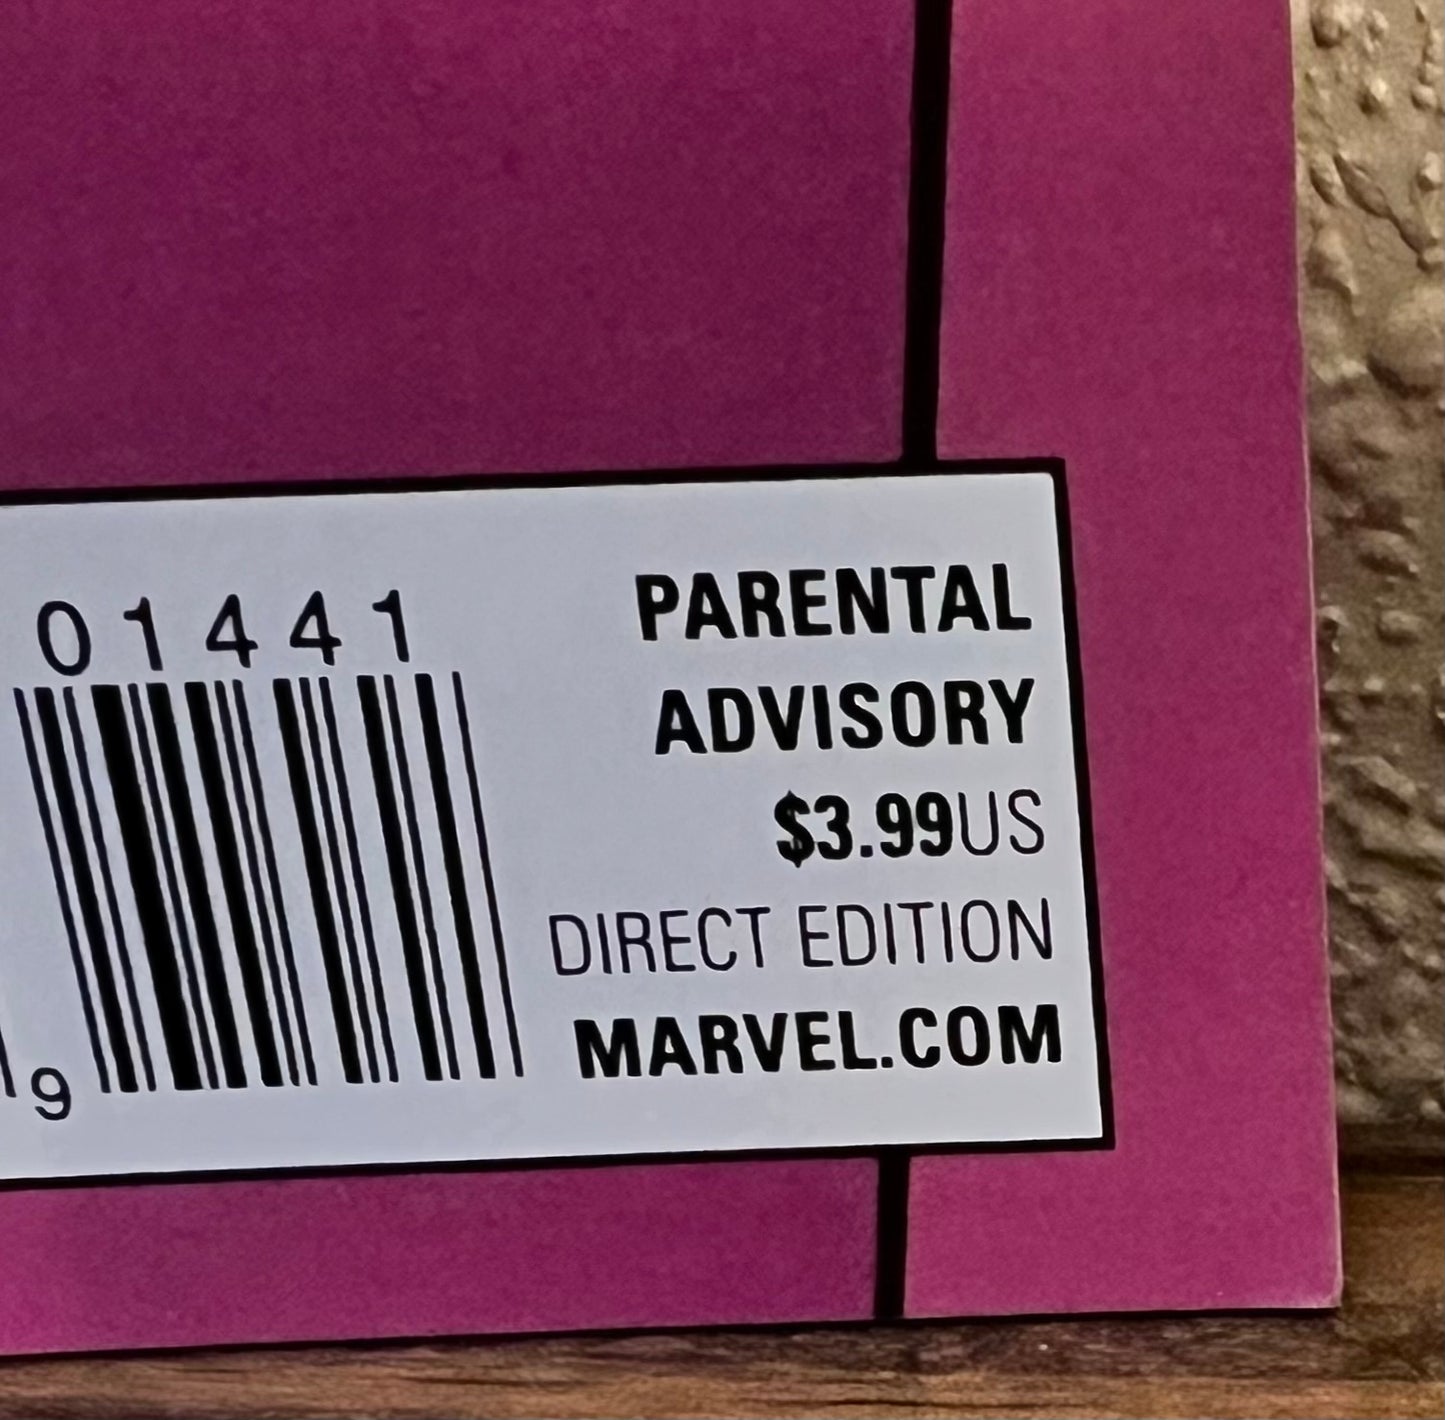 01441
9
PARENTAL
ADVISORY
$3.99US
DIRECT EDITION
MARVEL.COM